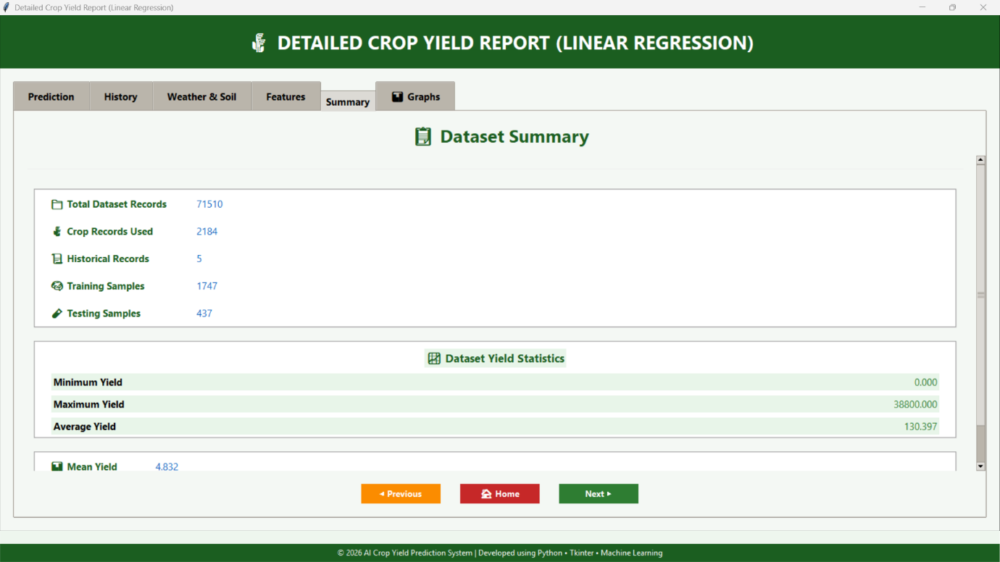 Detailed Crop Yield Report (Linear Regression)
DETAILED CROP YIELD REPORT (LINEAR REGRESSION)
Prediction History Weather & Soil Features Summary Graphs
Dataset Summary
Total Dataset Records 71510
Crop Records Used 2184
Historical Records 5
Training Samples 1747
Testing Samples 437
Dataset Yield Statistics
Minimum Yield 0.000
Maximum Yield 38800.000
Average Yield 130.397
Mean Yield 4.832
Previous Home Next
© 2026 AI Crop Yield Prediction System | Developed using Python • Tkinter • Machine Learning